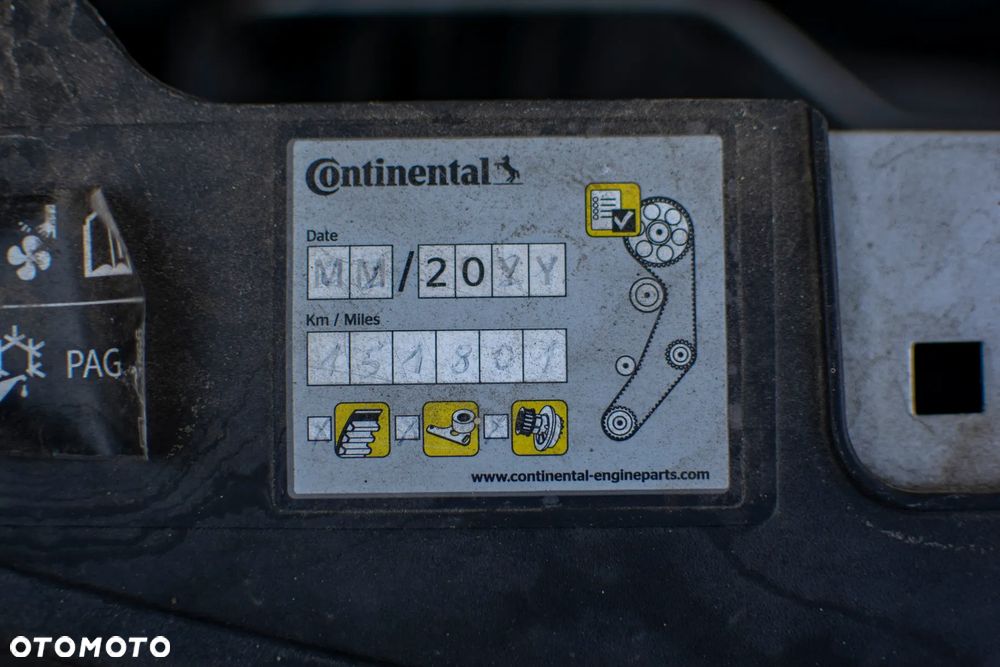 Continental
Date
MM/20YY
Km / Miles
151801
PAG
www.continental-engineparts.com
OTOMOTO